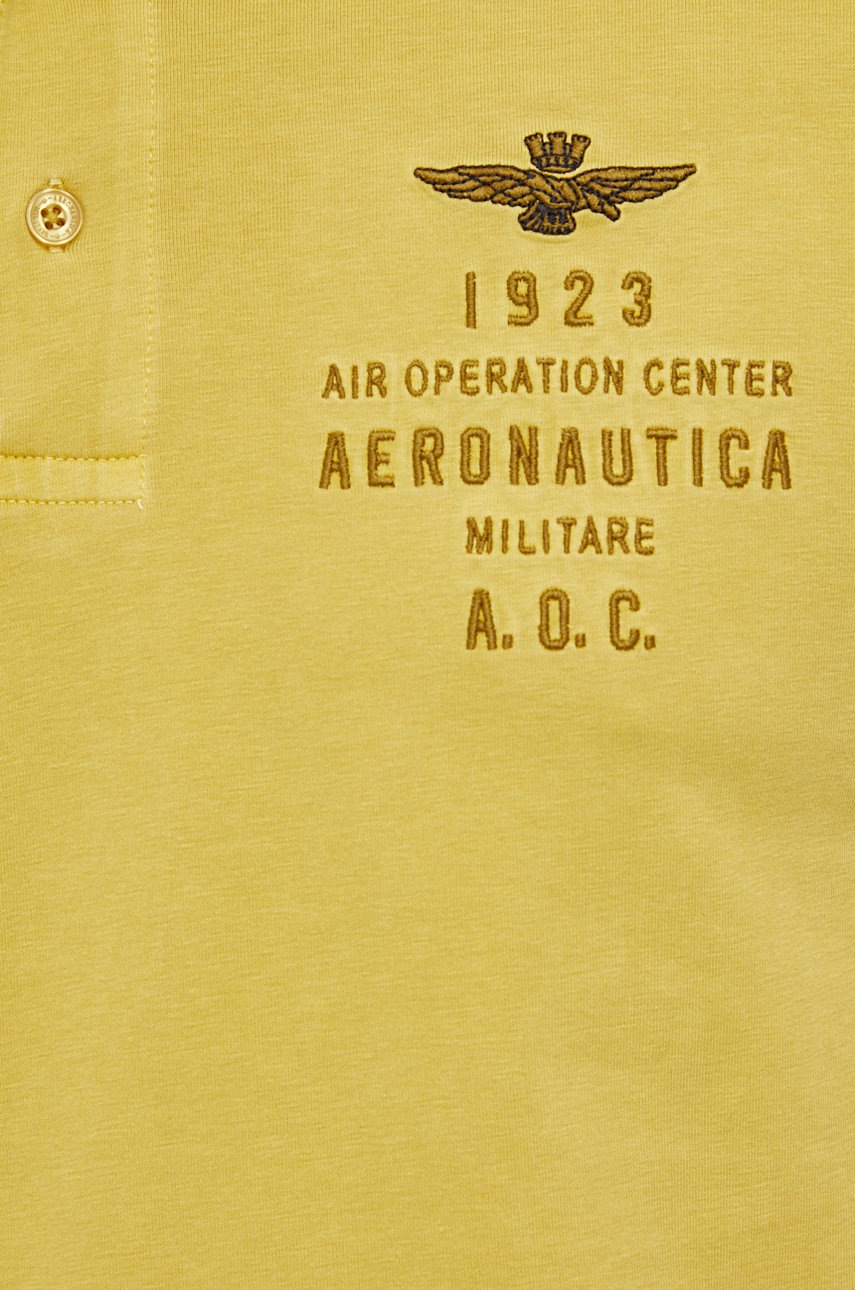 1923
AIR OPERATION CENTER
AERONAUTICA
MILITARE
A. O. C.